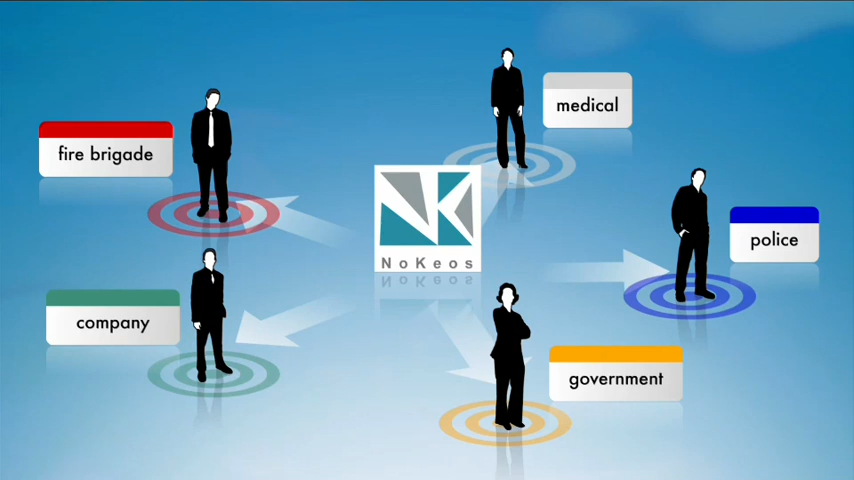 medical
fire brigade
police
NoKeos
company
government